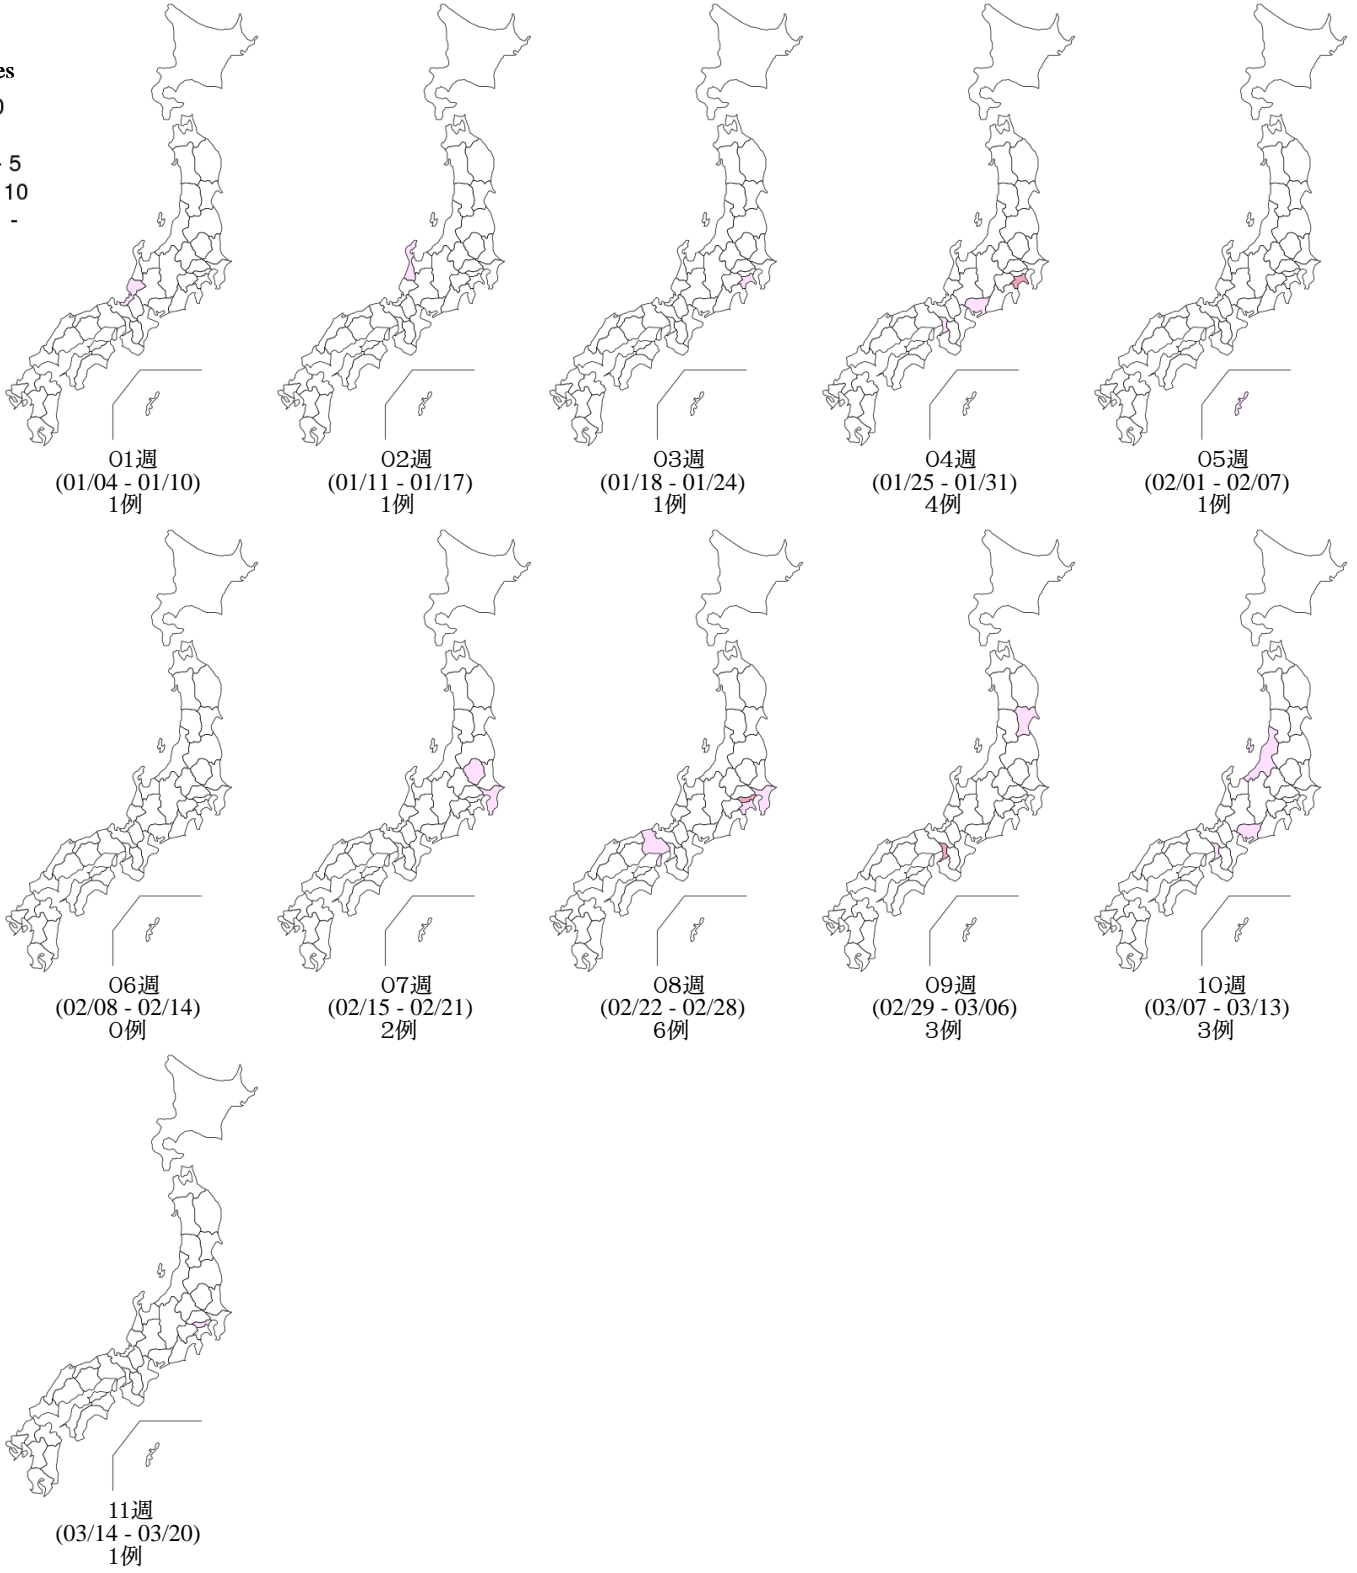 es
0
- 5
10
-
01週
(01/04 - 01/10)
1例
02週
(01/11 - 01/17)
1例
03週
(01/18 - 01/24)
1例
04週
(01/25 - 01/31)
4例
05週
(02/01 - 02/07)
1例
06週
(02/08 - 02/14)
0例
07週
(02/15 - 02/21)
2例
08週
(02/22 - 02/28)
6例
09週
(02/29 - 03/06)
3例
10週
(03/07 - 03/13)
3例
11週
(03/14 - 03/20)
1例